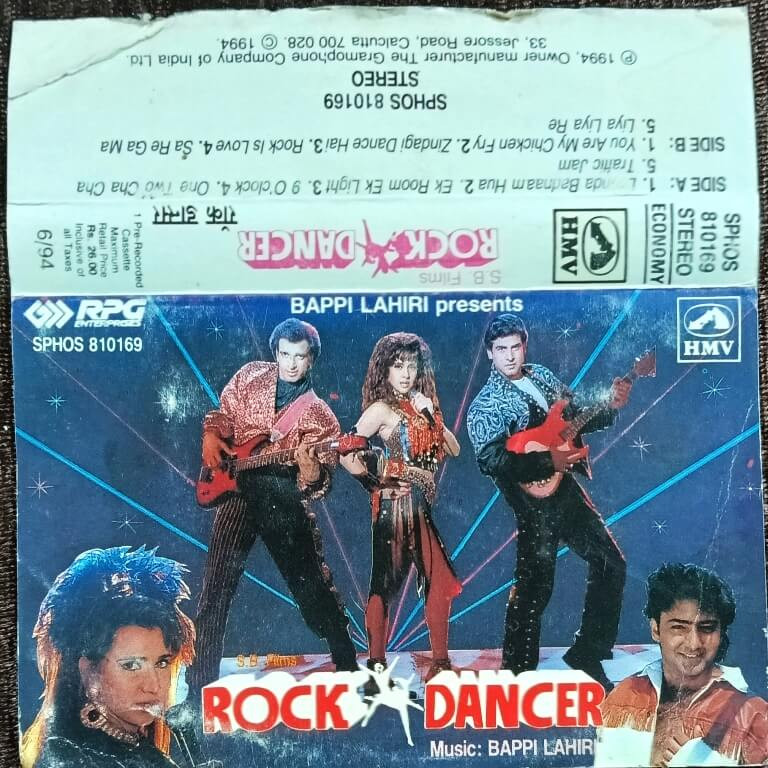 SPHOS
810169
STEREO
ECONOMY
HMV
S.B. Films
ROCK DANCER
रॉक डान्सर
1 Pre-Recorded
Cassette
Maximum
Retail Price
Rs. 26.00
Inclusive of
all Taxes
6/94
SIDE A: 1. Badnaam Hua 2. Ek Room Ek Light 3. 9 O'clock 4. One Two Cha Cha
5. Traffic Jam
SIDE B: 1. You Are My Chicken Fry 2. Zindagi Dance Hai 3. Rock Is Love 4. Sa Re Ga Ma
5. Liya Liya Re
SPHOS 810169
STEREO
℗ 1994, Owner manufacturer The Gramophone Company of India Ltd.
33, Jessore Road, Calcutta 700 028. © 1994.
BAPPI LAHIRI presents
RPG
ENTERPRISES
SPHOS 810169
HMV
S.B. Films
ROCK DANCER
Music: BAPPI LAHIRI